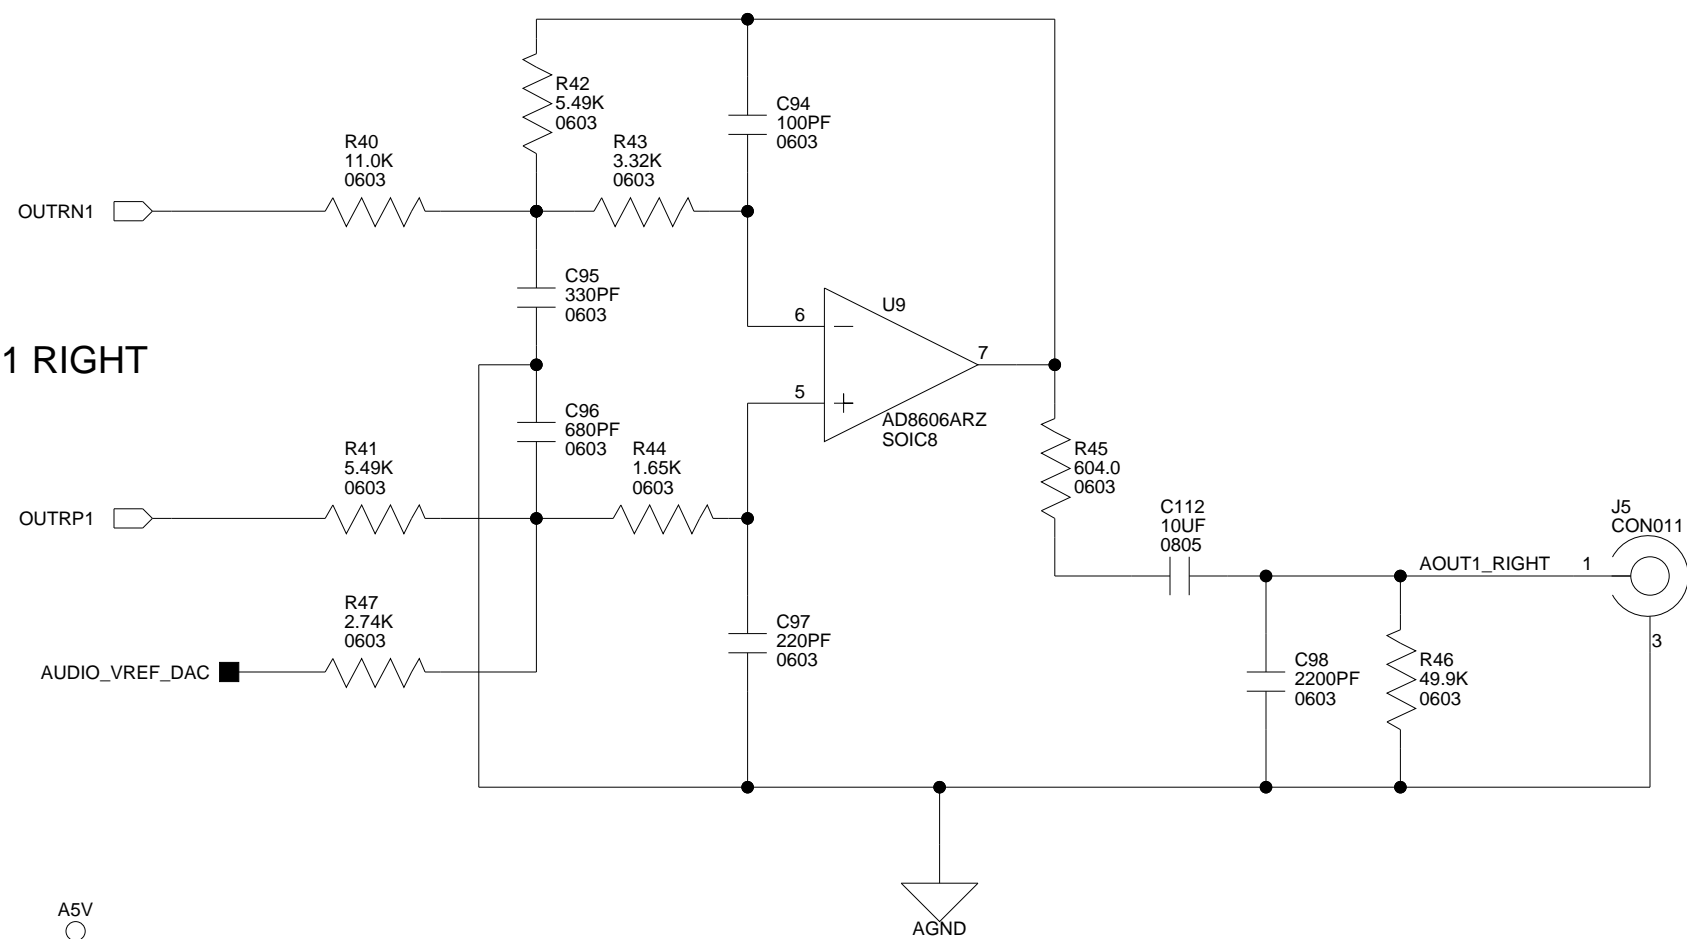 R42
5.49K
0603
C94
100PF
0603
R40
11.0K
0603
R43
3.32K
0603
OUTRN1
C95
330PF
0603
6
U9
1 RIGHT
7
5
AD8606ARZ
SOIC8
C96
680PF
0603
R41
5.49K
0603
R44
1.65K
0603
R45
604.0
0603
OUTRP1
C112
10UF
0805
J5
CON011
AOUT1_RIGHT
1
R47
2.74K
0603
C97
220PF
0603
3
AUDIO_VREF_DAC
C98
2200PF
0603
R46
49.9K
0603
A5V
AGND